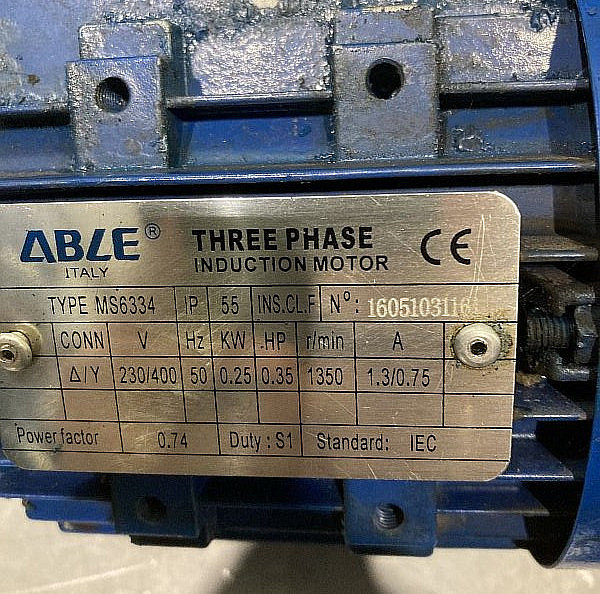 ABLE ® THREE PHASE CE
ITALY INDUCTION MOTOR
TYPE MS6334 IP 55 INS.CL.F Nº:
CONN V Hz KW .HP r/min A
Δ/Y 230/400 50 0.25 0.35 1350 1.3/0.75
Power factor 0.74 Duty : S1 Standard: IEC